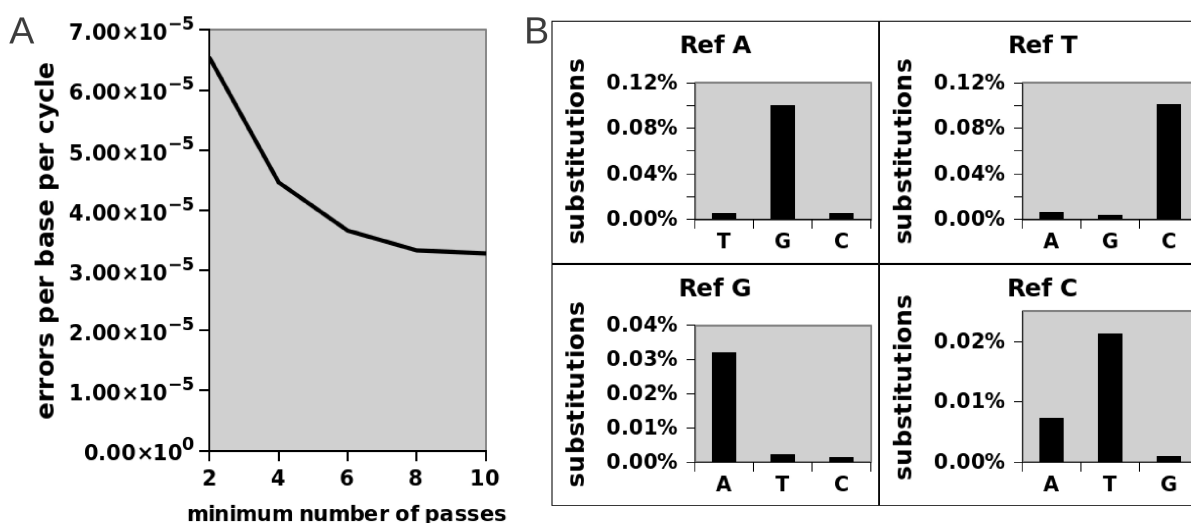 A
errors per base per cycle
7.00×10⁻⁵
6.00×10⁻⁵
5.00×10⁻⁵
4.00×10⁻⁵
3.00×10⁻⁵
2.00×10⁻⁵
1.00×10⁻⁵
0.00×10⁰
2 4 6 8 10
minimum number of passes
B
Ref A
substitutions
0.12%
0.08%
0.04%
0.00%
T G C
Ref T
substitutions
0.12%
0.08%
0.04%
0.00%
A G C
Ref G
substitutions
0.04%
0.03%
0.02%
0.01%
0.00%
A T C
Ref C
substitutions
0.02%
0.01%
0.00%
A T G